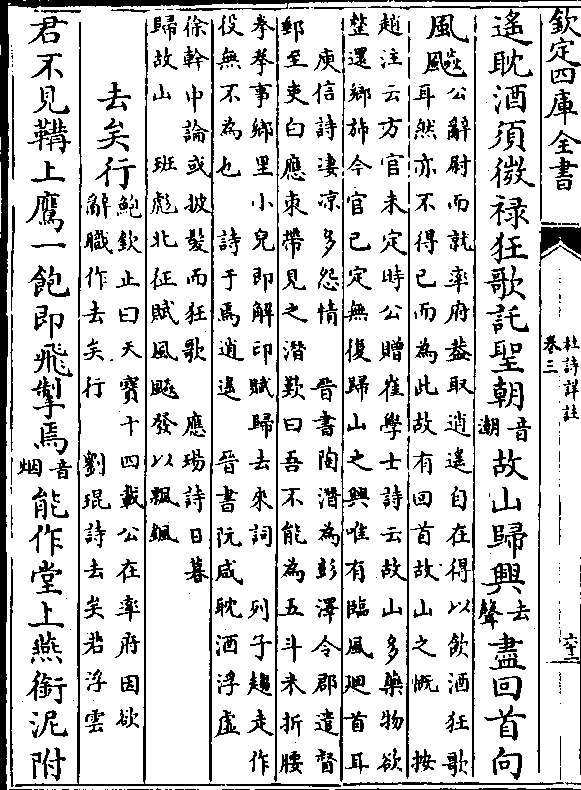 欽定四庫全書
杜詩詳註
卷三
六十二
遙耽酒須微禄狂歌託聖朝音潮故山歸興去聲盡回首向
風飈公辭尉而就率府葢取逍遙自在得以飲酒狂歌
耳然亦不得已而為此故有回首故山之慨 按
趙注云方官未定時公贈崔學士詩云故山多藥物欲
整還鄉旆今官已定無復歸山之興唯有臨風廻首耳
庾信詩凄凉多怨情 晉書陶潛為彭澤令郡遣督
郵至吏白應束帶見之潛歎曰吾不能為五斗米折腰
拳拳事鄉里小兒即解印賦歸去來詞 列子趨走作
役無不為也 詩于焉逍遥 晉書阮咸耽酒浮虛
徐幹中論或披髮而狂歌 應瑒詩日暮
歸故山 班彪北征賦風飈發以飄颻
去矣行鮑欽止曰天寶十四載公在率府因欲
辭職作去矣行 劉琨詩去矣若浮雲
君不見鞲上鷹一飽即飛掣焉音烟能作堂上燕銜泥附